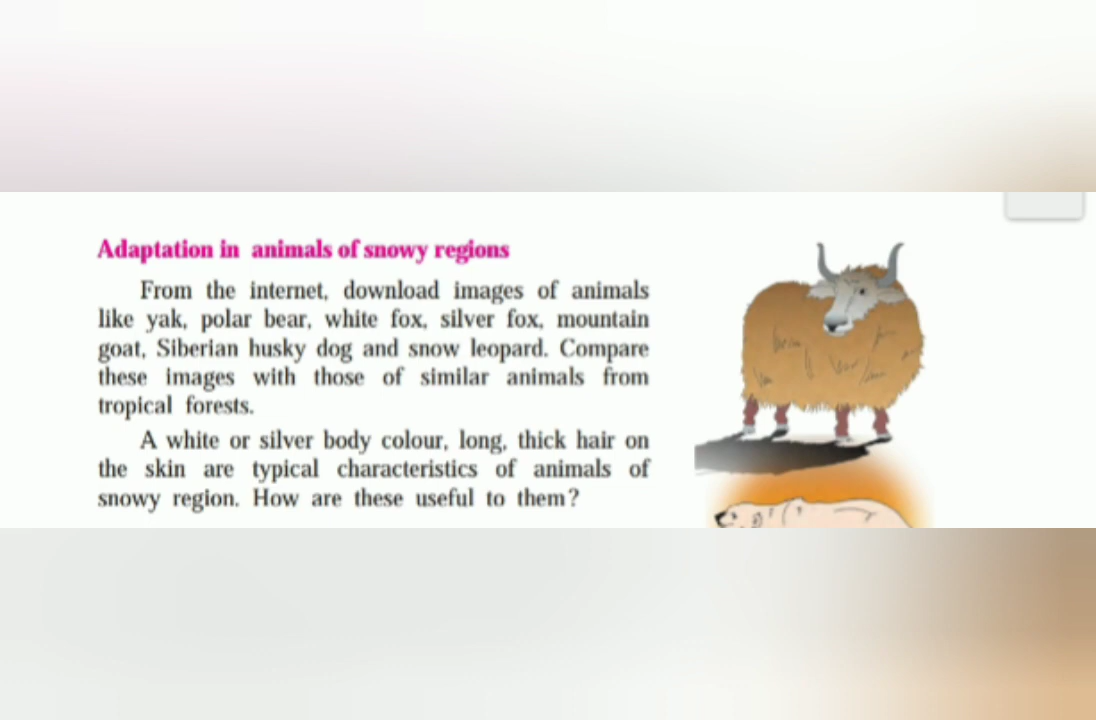 Adaptation in animals of snowy regions
From the internet, download images of animals
like yak, polar bear, white fox, silver fox, mountain
goat, Siberian husky dog and snow leopard. Compare
these images with those of similar animals from
tropical forests.
A white or silver body colour, long, thick hair on
the skin are typical characteristics of animals of
snowy region. How are these useful to them?